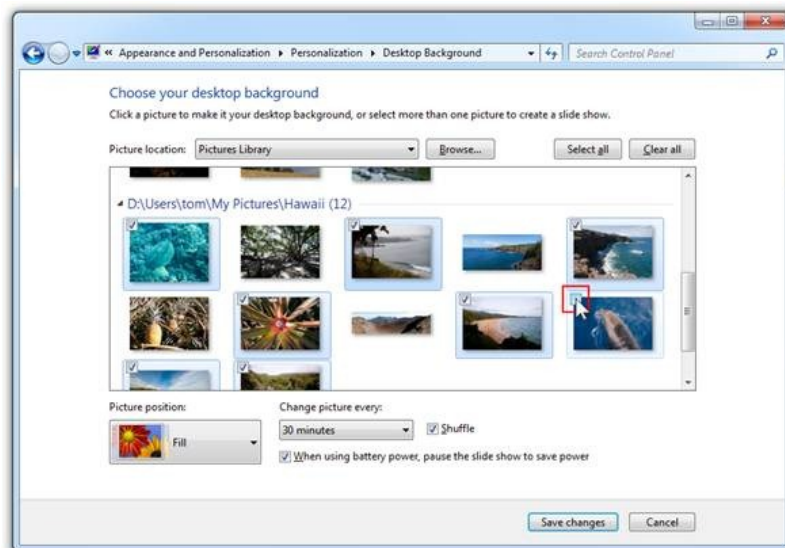 « Appearance and Personalization ▸ Personalization ▸ Desktop Background
Search Control Panel
Choose your desktop background
Click a picture to make it your desktop background, or select more than one picture to create a slide show.
Picture location: Pictures Library Browse... Select all Clear all
D:\Users\tom\My Pictures\Hawaii (12)
Picture position: Change picture every:
Fill 30 minutes Shuffle
When using battery power, pause the slide show to save power
Save changes Cancel